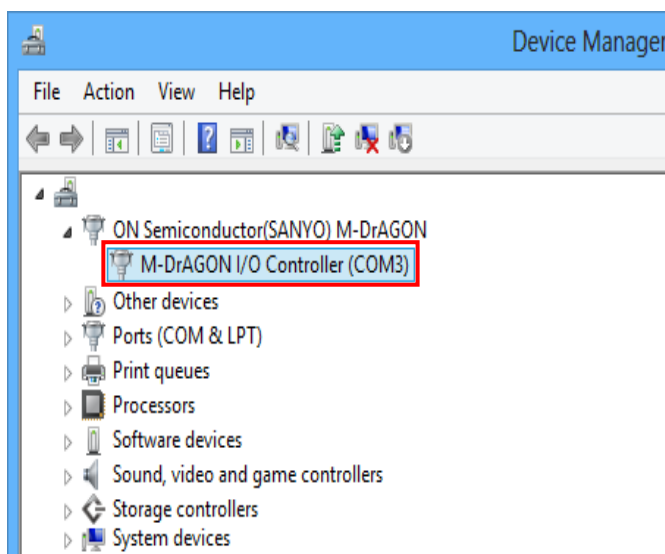 Device Manager
File Action View Help
ON Semiconductor(SANYO) M-DrAGON
M-DrAGON I/O Controller (COM3)
Other devices
Ports (COM & LPT)
Print queues
Processors
Software devices
Sound, video and game controllers
Storage controllers
System devices